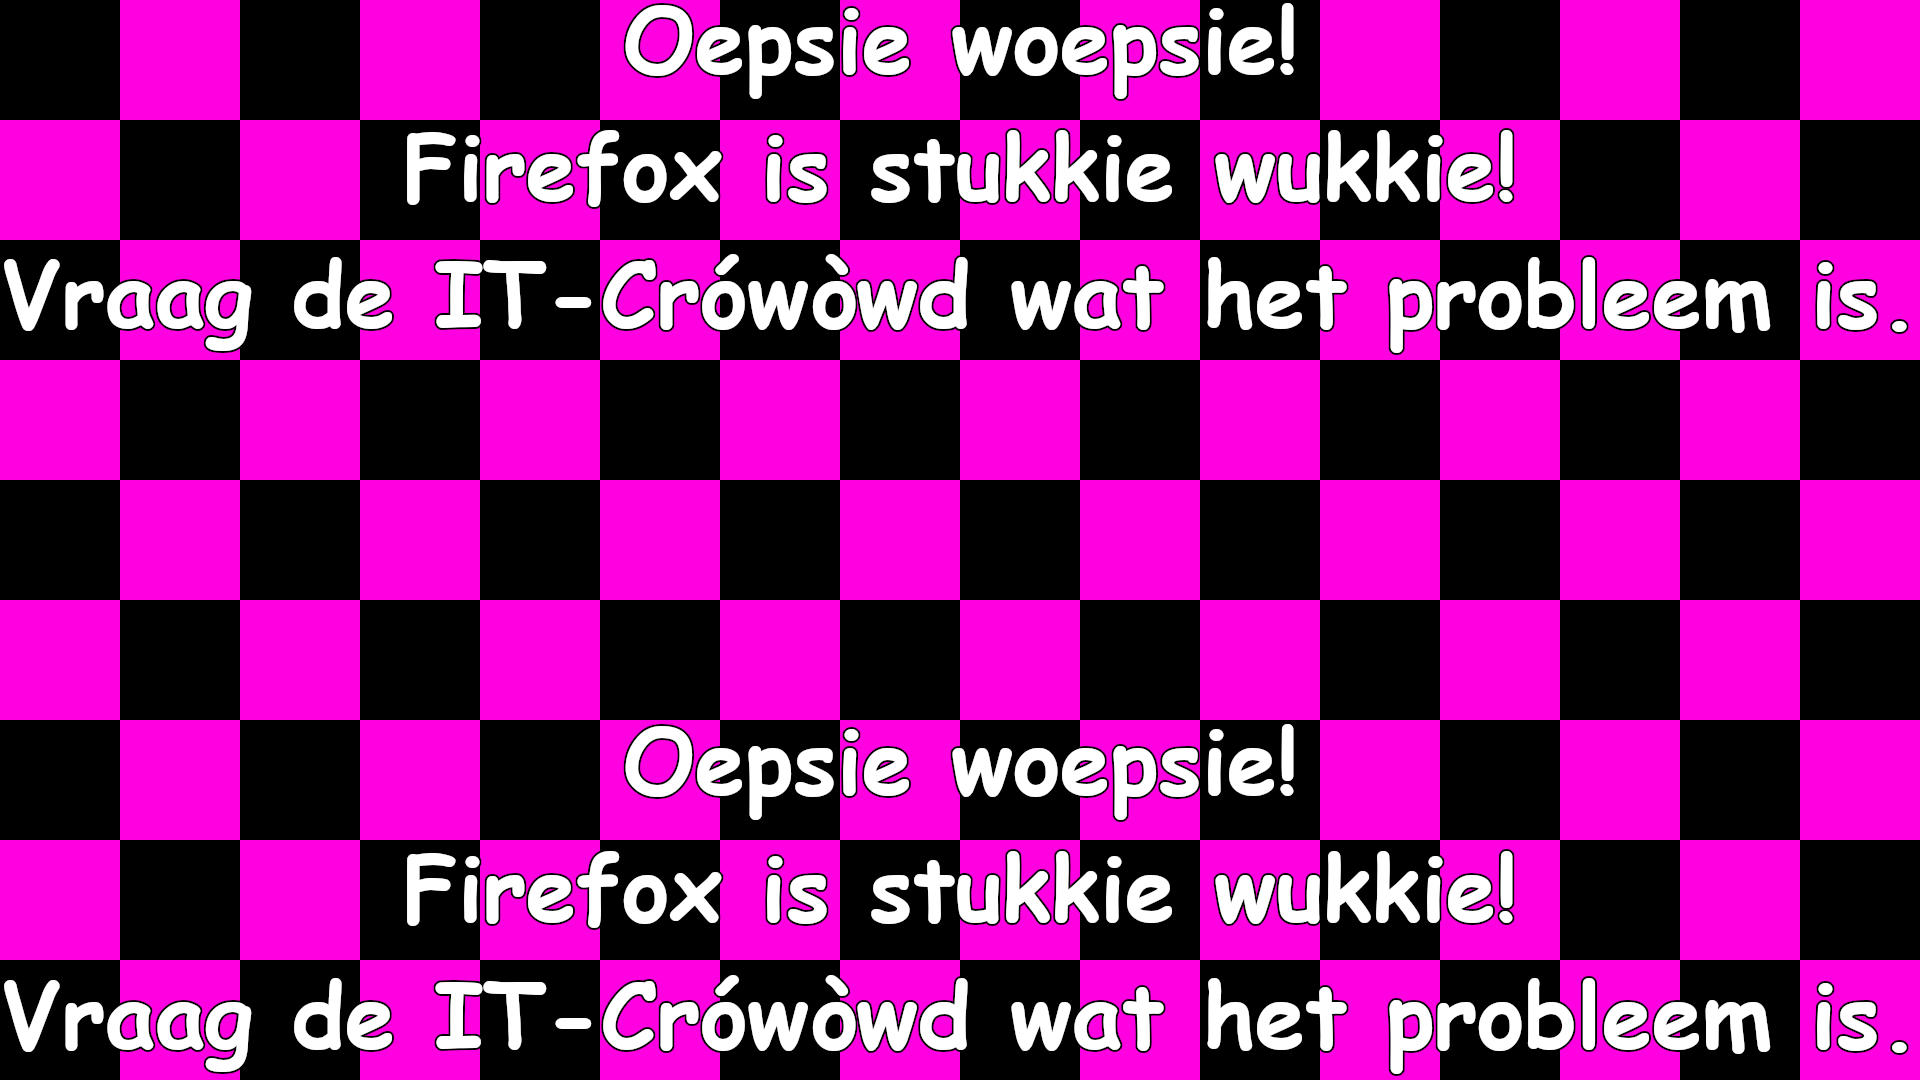 Oepsie woepsie!
Firefox is stukkie wukkie!
Vraag de IT-Crówòwd wat het probleem is.
Oepsie woepsie!
Firefox is stukkie wukkie!
Vraag de IT-Crówòwd wat het probleem is.